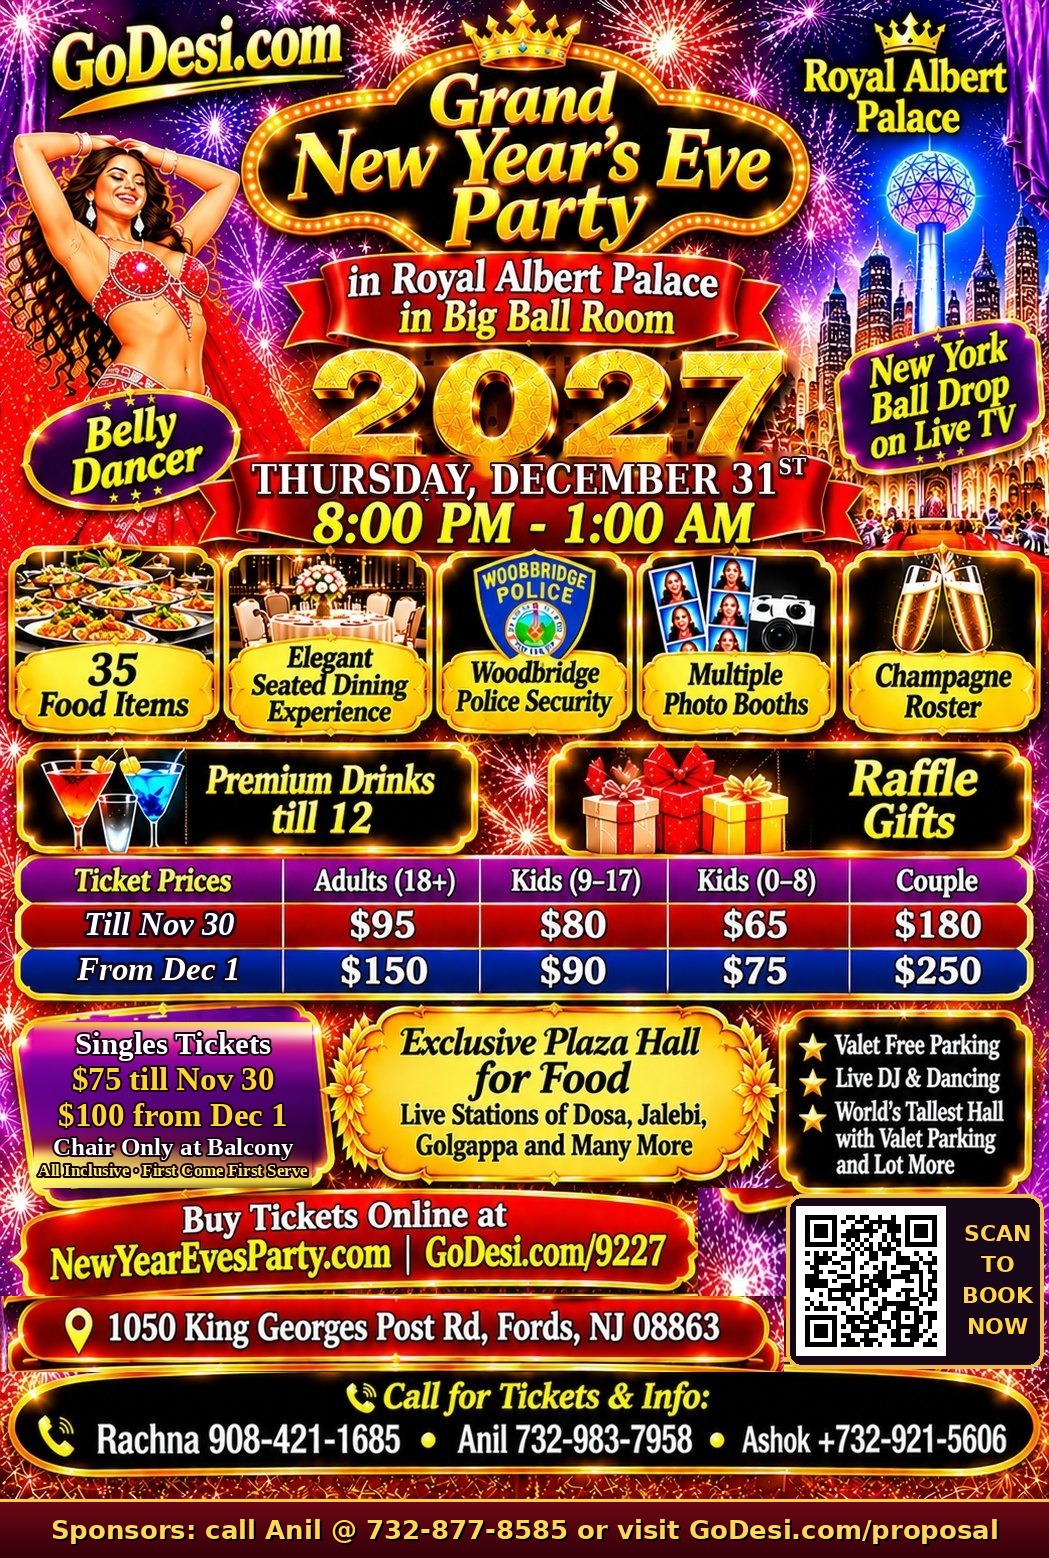 GoDesi.com
Royal Albert
Palace
Grand
New Year's Eve
Party
in Royal Albert Palace
in Big Ball Room
2027
New York
Ball Drop
on Live TV
Belly
Dancer
THURSDAY, DECEMBER 31ST
8:00 PM - 1:00 AM
35
Food Items
Elegant
Seated Dining
Experience
WOOBBRIDGE
POLICE
Woodbridge
Police Security
Multiple
Photo Booths
Champagne
Roster
Premium Drinks
till 12
Raffle
Gifts
Ticket Prices Adults (18+) Kids (9–17) Kids (0–8) Couple
Till Nov 30 $95 $80 $65 $180
From Dec 1 $150 $90 $75 $250
Singles Tickets
$75 till Nov 30
$100 from Dec 1
Chair Only at Balcony
All Inclusive · First Come First Serve
Exclusive Plaza Hall
for Food
Live Stations of Dosa, Jalebi,
Golgappa and Many More
Valet Free Parking
Live DJ & Dancing
World's Tallest Hall
with Valet Parking
and Lot More
Buy Tickets Online at
NewYearEvesParty.com | GoDesi.com/9227
SCAN
TO
BOOK
NOW
1050 King Georges Post Rd, Fords, NJ 08863
Call for Tickets & Info:
Rachna 908-421-1685 • Anil 732-983-7958 • Ashok +732-921-5606
Sponsors: call Anil @ 732-877-8585 or visit GoDesi.com/proposal